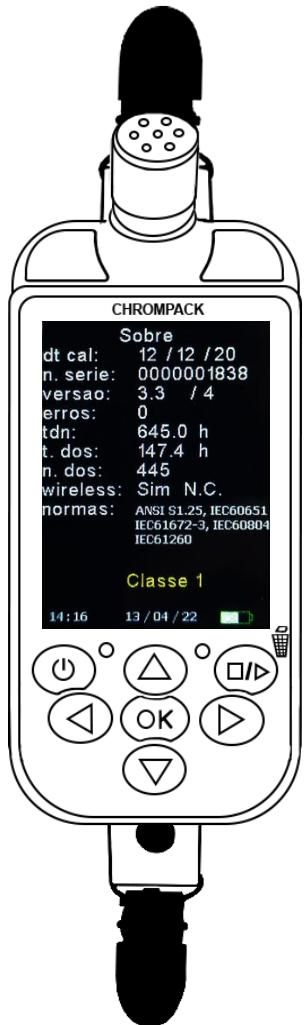 CHROMPACK
Sobre
dt cal: 12 / 12 / 20
n. serie: 0000001838
versao: 3.3 / 4
erros: 0
tdn: 645.0 h
t. dos: 147.4 h
n. dos: 445
wireless: Sim N.C.
normas: ANSI S1.25, IEC60651
IEC61672-3, IEC60804
IEC61260
Classe 1
14:16 13 / 04 / 22
OK